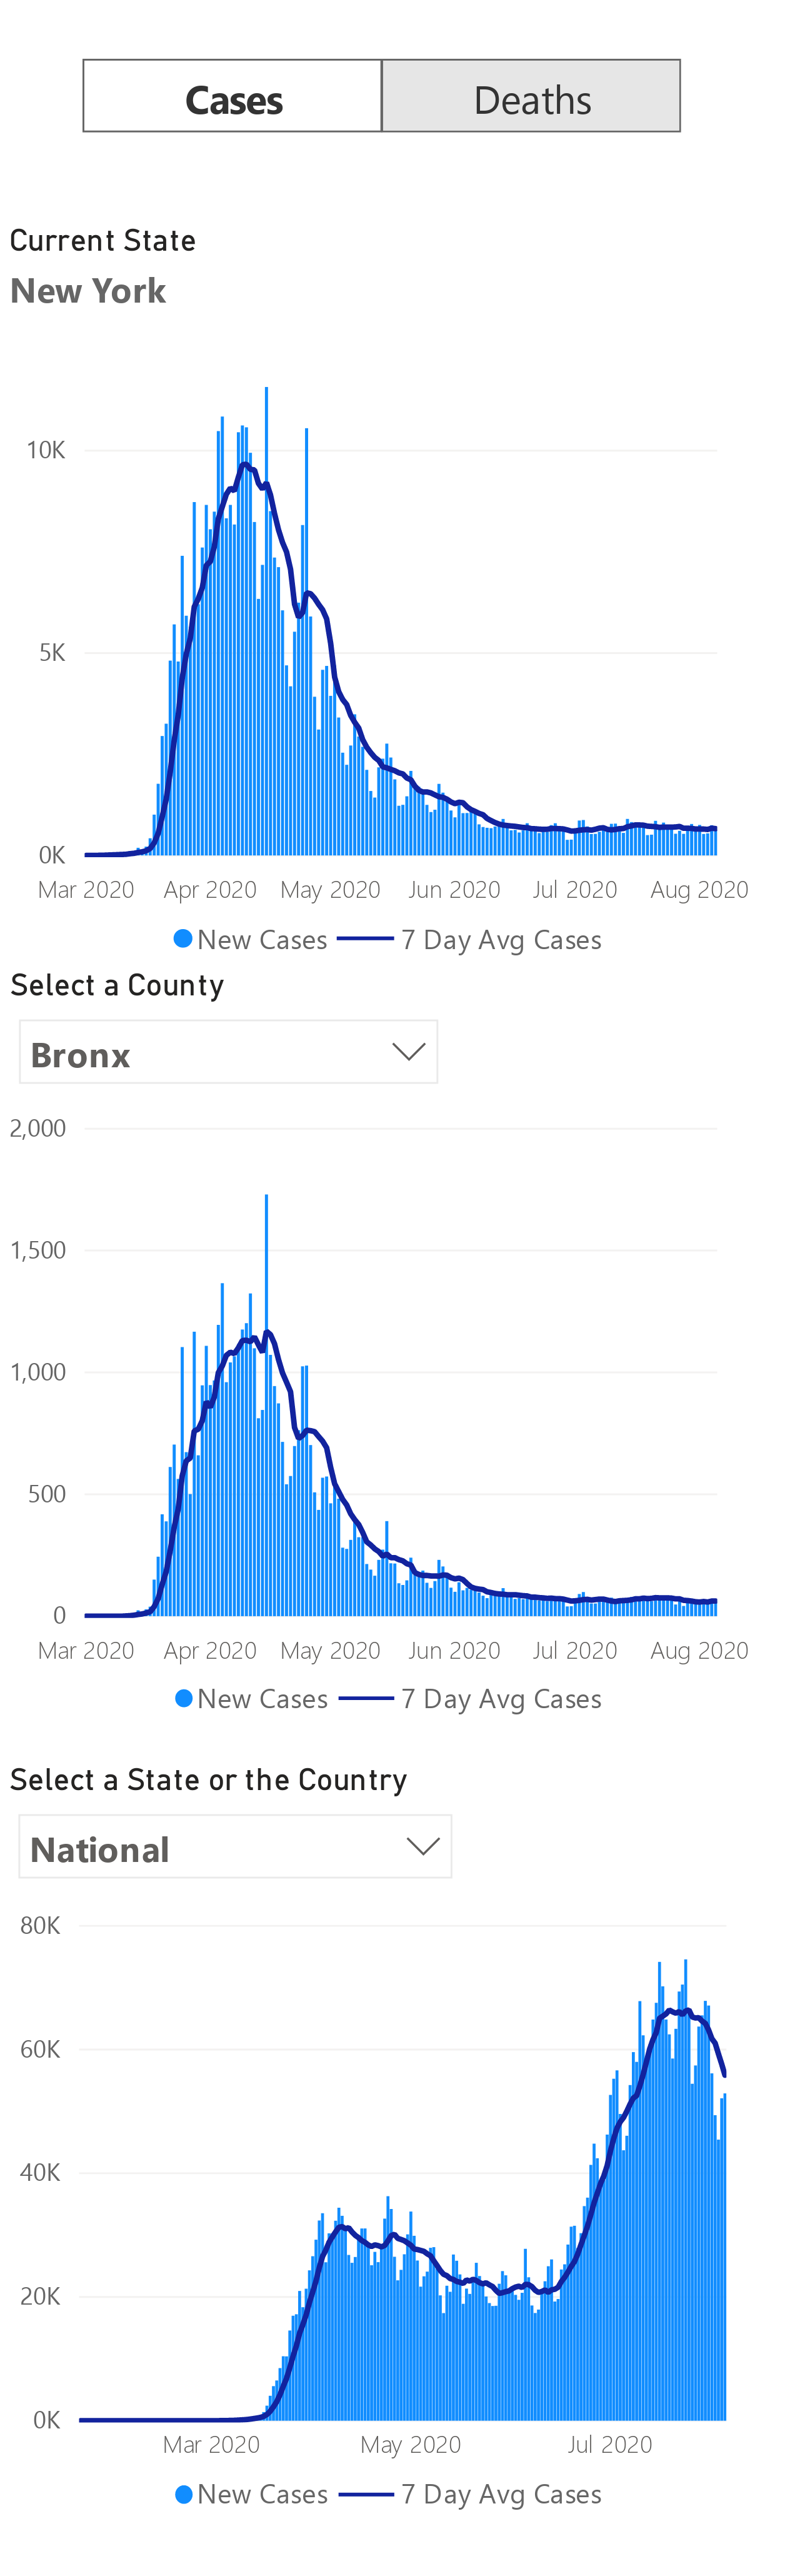 Cases Deaths
Current State
New York
10K
5K
0K
Mar 2020 Apr 2020 May 2020 Jun 2020 Jul 2020 Aug 2020
New Cases 7 Day Avg Cases
Select a County
Bronx
2,000
1,500
1,000
500
0
Mar 2020 Apr 2020 May 2020 Jun 2020 Jul 2020 Aug 2020
New Cases 7 Day Avg Cases
Select a State or the Country
National
80K
60K
40K
20K
0K
Mar 2020 May 2020 Jul 2020
New Cases 7 Day Avg Cases